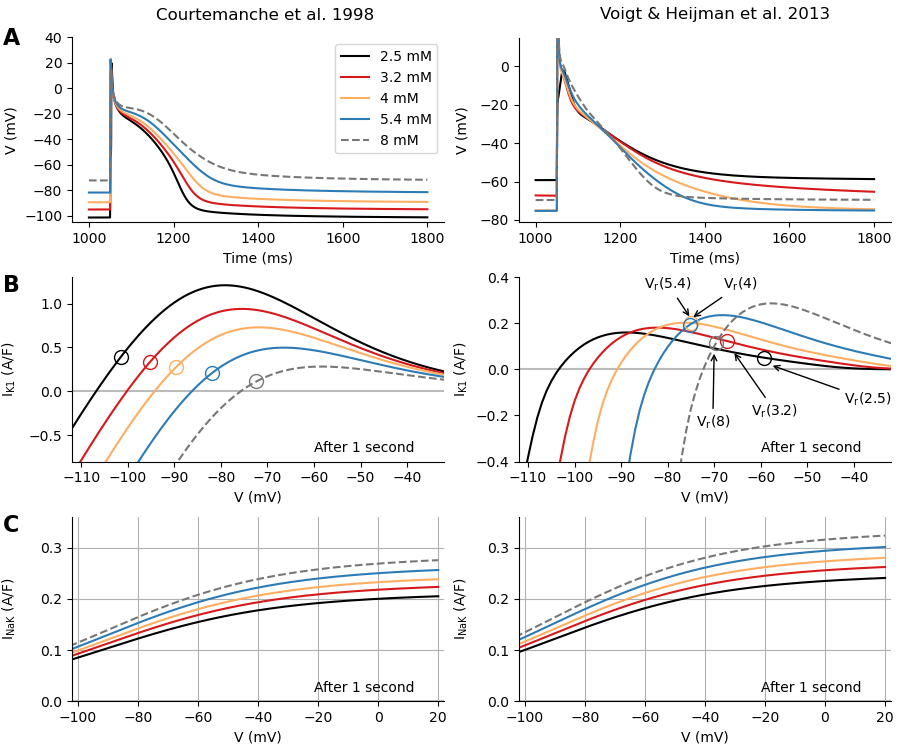 Courtemanche et al. 1998
Voigt & Heijman et al. 2013
A
40
20
0
−20
−40
−60
−80
−100
V (mV)
2.5 mM
3.2 mM
4 mM
5.4 mM
8 mM
1000 1200 1400 1600 1800
Time (ms)
0
−20
−40
−60
−80
V (mV)
1000 1200 1400 1600 1800
Time (ms)
B
1.0
0.5
0.0
−0.5
IK1 (A/F)
After 1 second
−110 −100 −90 −80 −70 −60 −50 −40
V (mV)
0.4
0.2
0.0
−0.2
−0.4
IK1 (A/F)
Vr(5.4) Vr(4)
Vr(2.5)
Vr(3.2)
Vr(8)
After 1 second
−110 −100 −90 −80 −70 −60 −50 −40
V (mV)
C
0.3
0.2
0.1
0.0
INaK (A/F)
After 1 second
−100 −80 −60 −40 −20 0 20
V (mV)
0.3
0.2
0.1
0.0
INaK (A/F)
After 1 second
−100 −80 −60 −40 −20 0 20
V (mV)